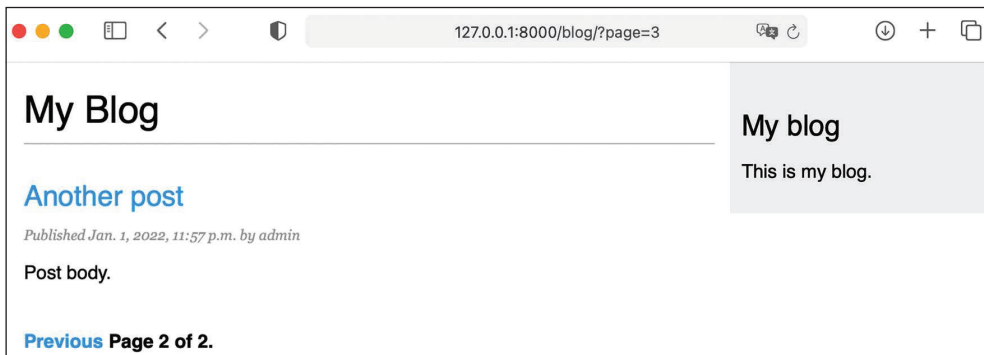 127.0.0.1:8000/blog/?page=3
My Blog
Another post
Published Jan. 1, 2022, 11:57 p.m. by admin
Post body.
Previous Page 2 of 2.
My blog
This is my blog.